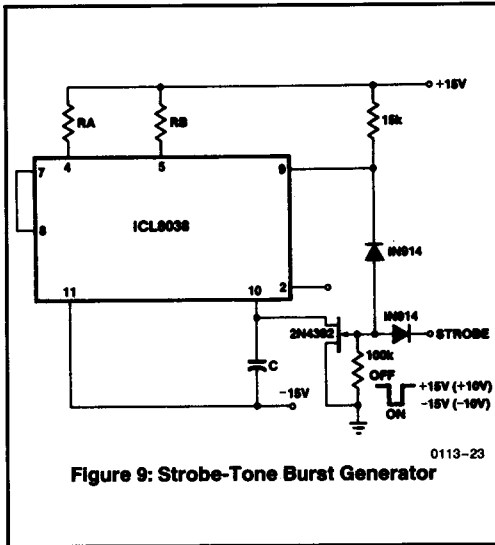 +15V
RA
RB
15k
4
5
7
9
ICL8038
8
IN914
11
10
2
IN914
2N4392
STROBE
C
100k
OFF
+15V (+10V)
-15V
-15V (-10V)
ON
0113-23
Figure 9: Strobe-Tone Burst Generator